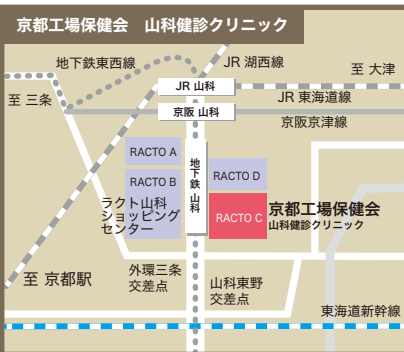 京都工場保健会 山科健診クリニック
地下鉄東西線
JR 湖西線
至 大津
至 三条
JR 山科
JR 東海道線
京阪 山科
京阪京津線
RACTO A
地下鉄 山科
RACTO B
RACTO D
ラクト山科
ショッピング
センター
RACTO C
京都工場保健会
山科健診クリニック
至 京都駅
外環三条
交差点
山科東野
交差点
東海道新幹線